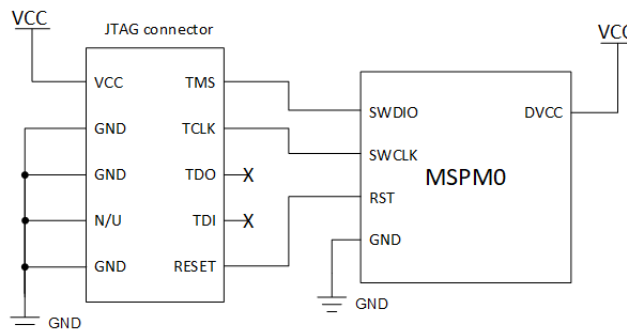 VCC
JTAG connector
VCC
TMS
GND
TCLK
GND
TDO
X
N/U
TDI
X
GND
RESET
GND
VCC
SWDIO
DVCC
SWCLK
MSPM0
RST
GND
GND